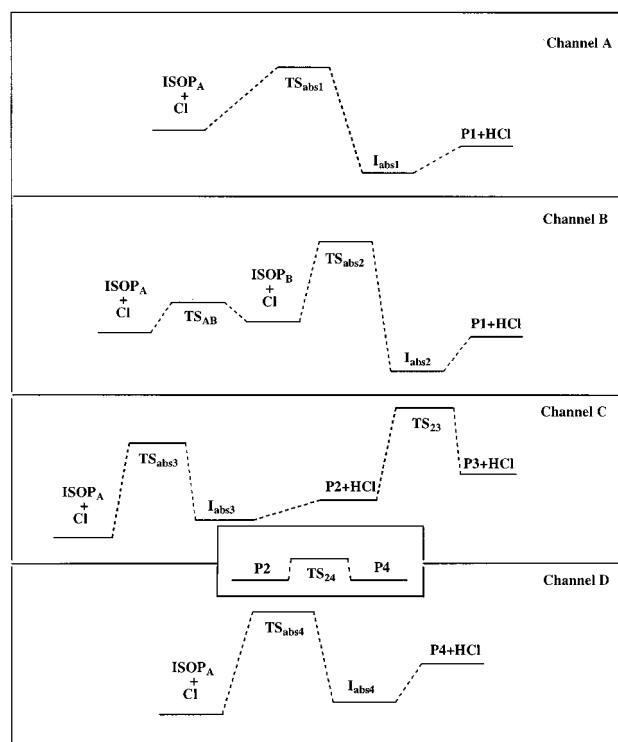 Channel A
ISOPA
+
Cl
TSabs1
Iabs1
P1+HCl
Channel B
ISOPA
+
Cl
TSAB
ISOPB
+
Cl
TSabs2
Iabs2
P1+HCl
Channel C
ISOPA
+
Cl
TSabs3
Iabs3
P2+HCl
TS23
P3+HCl
P2
TS24
P4
Channel D
ISOPA
+
Cl
TSabs4
Iabs4
P4+HCl